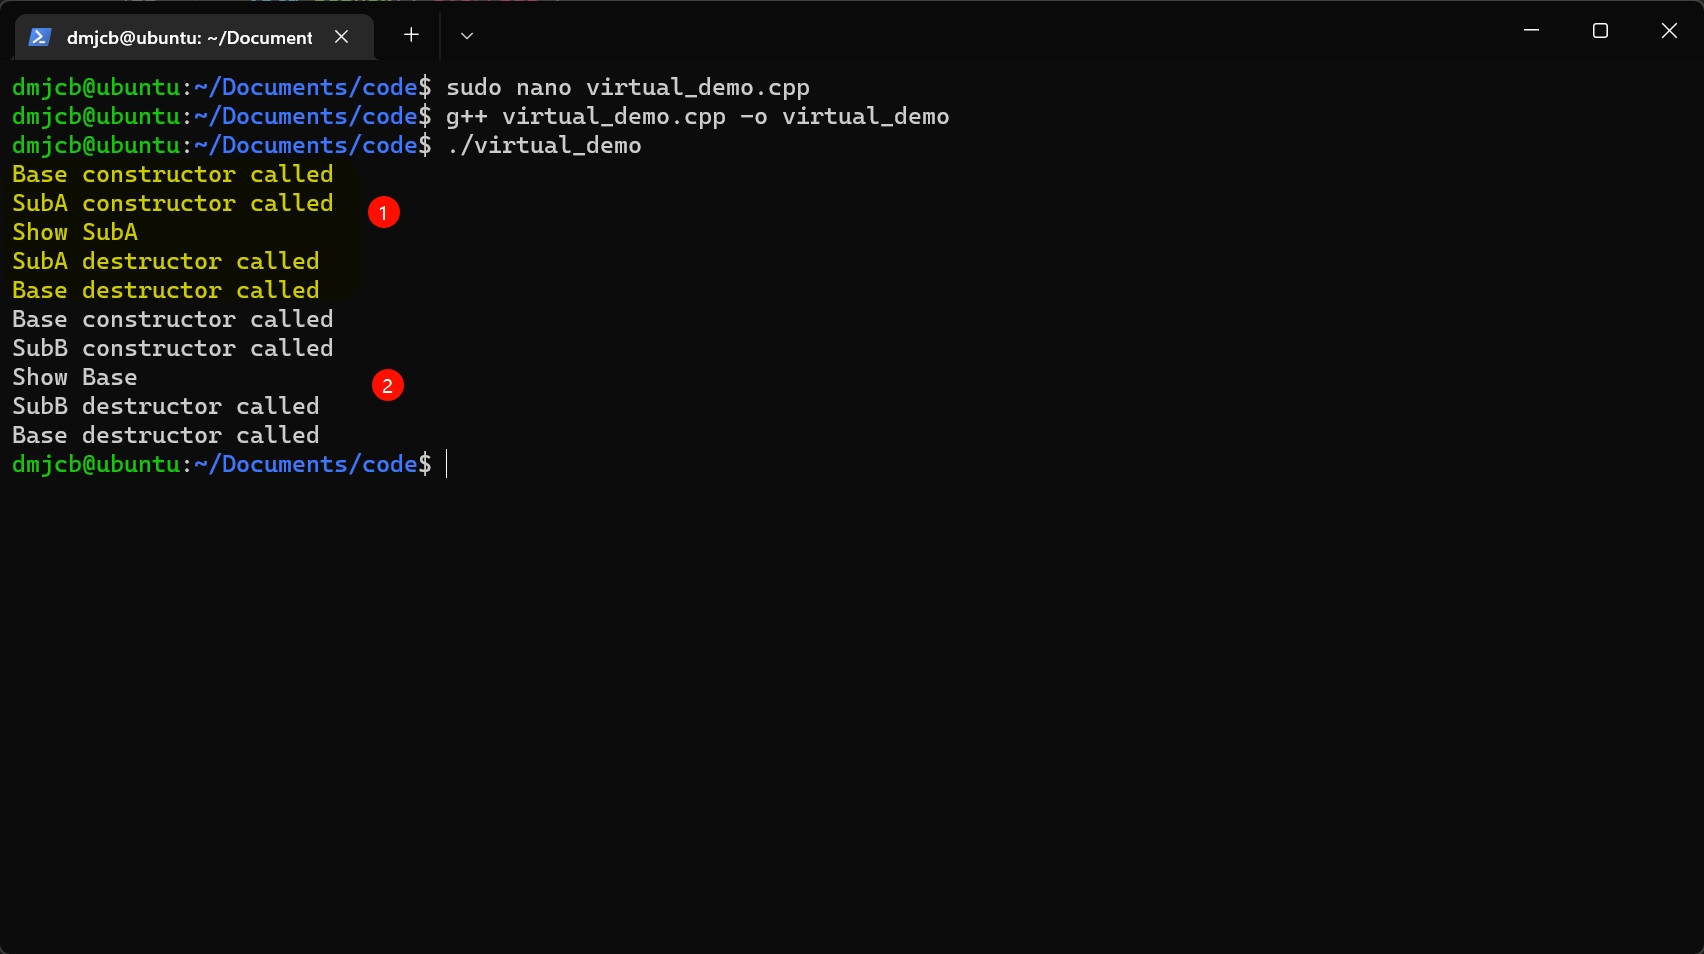 dmjcb@ubuntu: ~/Document
dmjcb@ubuntu:~/Documents/code$ sudo nano virtual_demo.cpp
dmjcb@ubuntu:~/Documents/code$ g++ virtual_demo.cpp -o virtual_demo
dmjcb@ubuntu:~/Documents/code$ ./virtual_demo
Base constructor called
SubA constructor called
1
Show SubA
SubA destructor called
Base destructor called
Base constructor called
SubB constructor called
Show Base
2
SubB destructor called
Base destructor called
dmjcb@ubuntu:~/Documents/code$